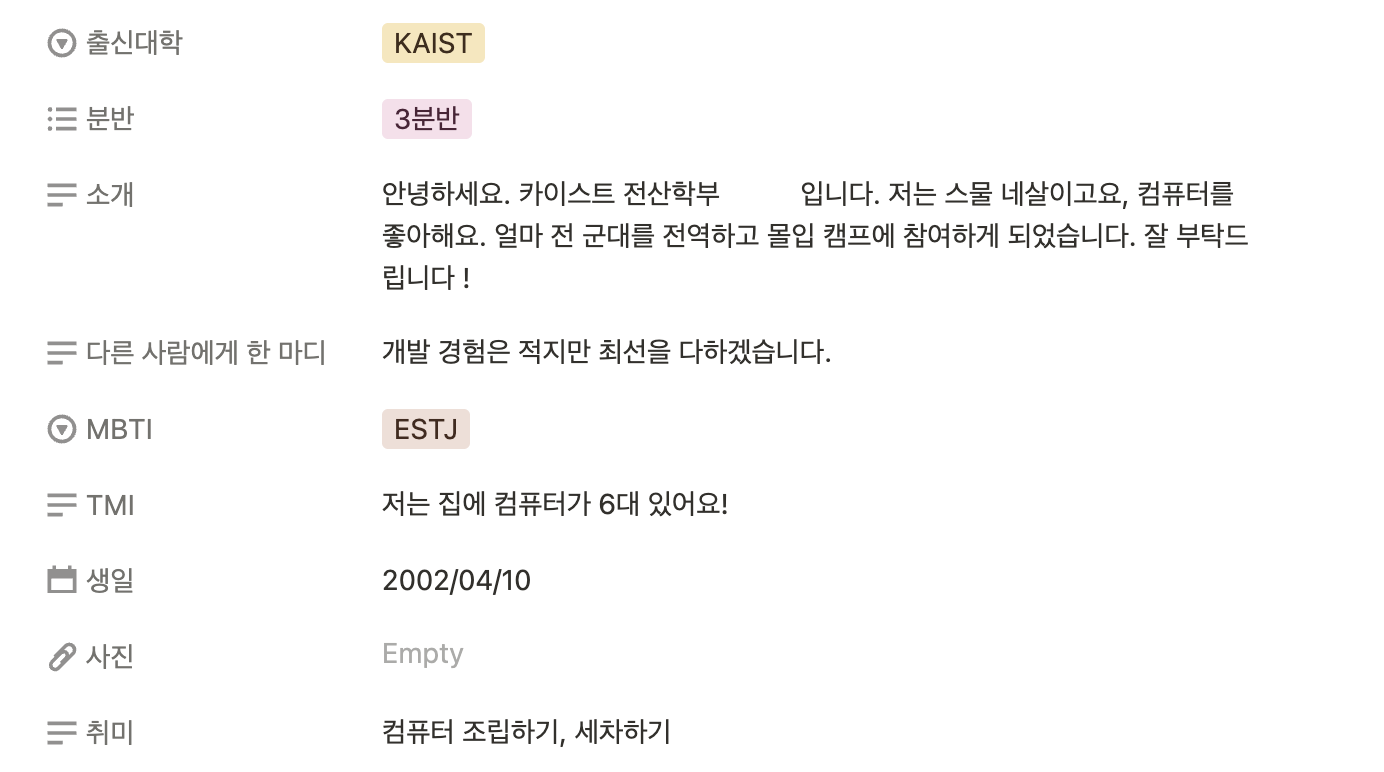 출신대학 KAIST
분반 3분반
소개 안녕하세요. 카이스트 전산학부 입니다. 저는 스물 네살이고요, 컴퓨터를
좋아해요. 얼마 전 군대를 전역하고 몰입 캠프에 참여하게 되었습니다. 잘 부탁드
립니다 !
다른 사람에게 한 마디 개발 경험은 적지만 최선을 다하겠습니다.
MBTI ESTJ
TMI 저는 집에 컴퓨터가 6대 있어요!
생일 2002/04/10
사진 Empty
취미 컴퓨터 조립하기, 세차하기